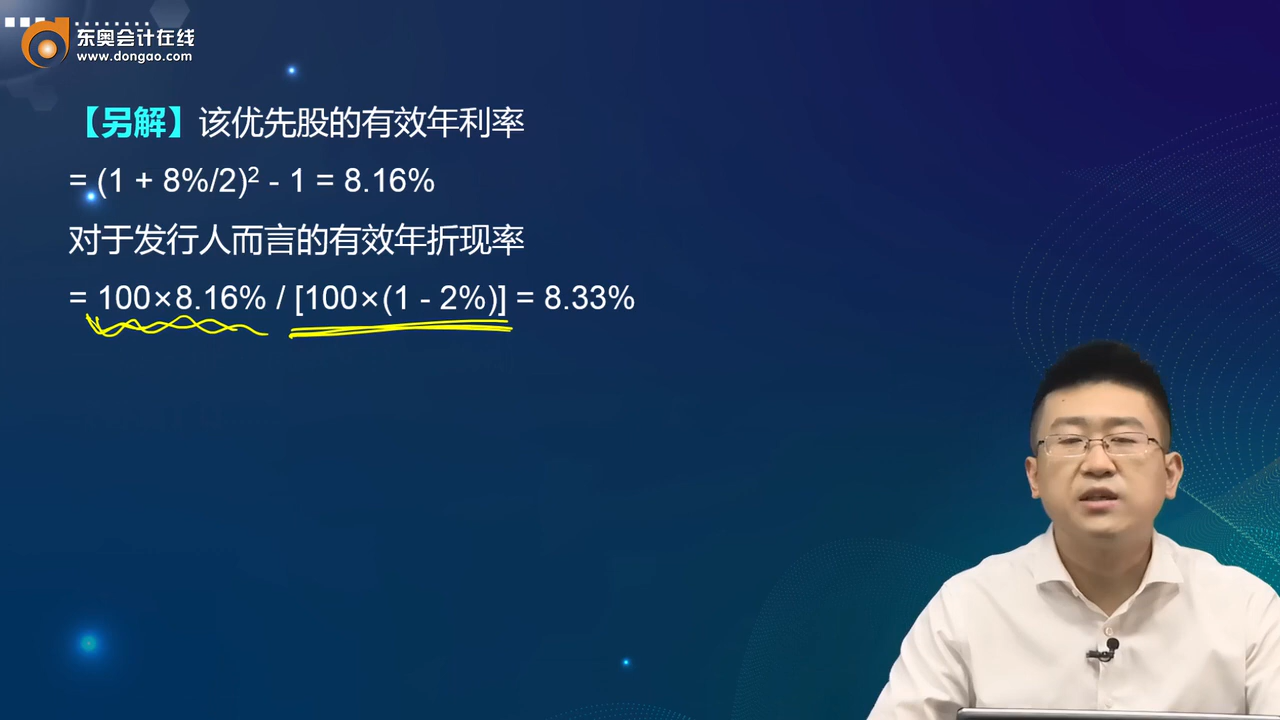 东奥会计在线
www.dongao.com
【另解】该优先股的有效年利率
= (1 + 8%/2)² - 1 = 8.16%
对于发行人而言的有效年折现率
= 100×8.16% / [100×(1 - 2%)] = 8.33%